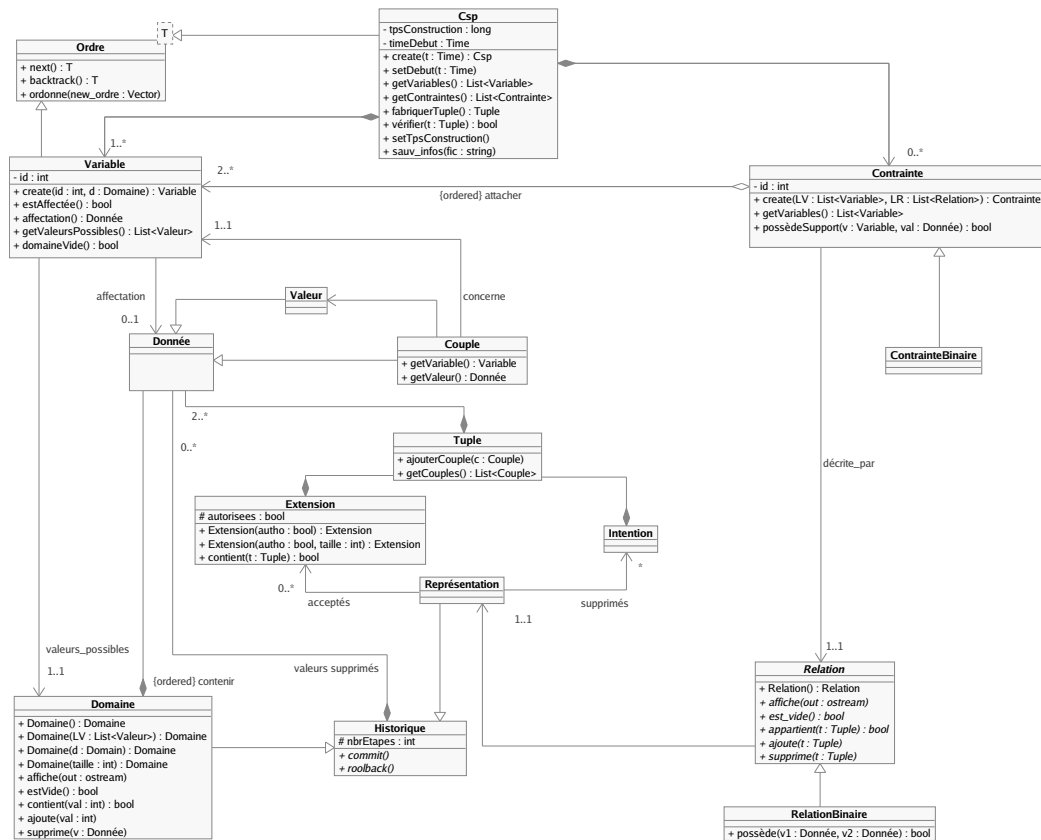 Csp
- tpsConstruction : long
- timeDebut : Time
+ create(t : Time) : Csp
+ setDebut(t : Time)
+ getVariables() : List<Variable>
+ getContraintes() : List<Contrainte>
+ fabriquerTuple() : Tuple
+ vérifier(t : Tuple) : bool
+ setTpsConstruction()
+ sauv_infos(fic : string)
T
Ordre
+ next() : T
+ backtrack() : T
+ ordonne(new_ordre : Vector)
1..*
0..*
Variable
- id : int
+ create(id : int, d : Domaine) : Variable
+ estAffectée() : bool
+ affectation() : Donnée
+ getValeursPossibles() : List<Valeur>
+ domaineVide() : bool
2..*
{ordered} attacher
1..1
Contrainte
- id : int
+ create(LV : List<Variable>, LR : List<Relation>) : Contrainte
+ getVariables() : List<Variable>
+ possèdeSupport(v : Variable, val : Donnée) : bool
affectation
0..1
Valeur
concerne
Donnée
Couple
+ getVariable() : Variable
+ getValeur() : Donnée
ContrainteBinaire
2..*
0..*
Tuple
+ ajouterCouple(c : Couple)
+ getCouples() : List<Couple>
décrite_par
Extension
# autorisees : bool
+ Extension(autho : bool) : Extension
+ Extension(autho : bool, taille : int) : Extension
+ contient(t : Tuple) : bool
Intention
*
0..*
acceptés
Représentation
supprimés
1..1
valeurs_possibles
1..1
{ordered} contenir
valeurs supprimés
1..1
Relation
+ Relation() : Relation
+ affiche(out : ostream)
+ est_vide() : bool
+ appartient(t : Tuple) : bool
+ ajoute(t : Tuple)
+ supprime(t : Tuple)
Domaine
+ Domaine() : Domaine
+ Domaine(LV : List<Valeur>) : Domaine
+ Domaine(d : Domain) : Domaine
+ Domaine(taille : int) : Domaine
+ affiche(out : ostream)
+ estVide() : bool
+ contient(val : int) : bool
+ ajoute(val : int)
+ supprime(v : Donnée)
Historique
# nbrEtapes : int
+ commit()
+ roolback()
RelationBinaire
+ possède(v1 : Donnée, v2 : Donnée) : bool